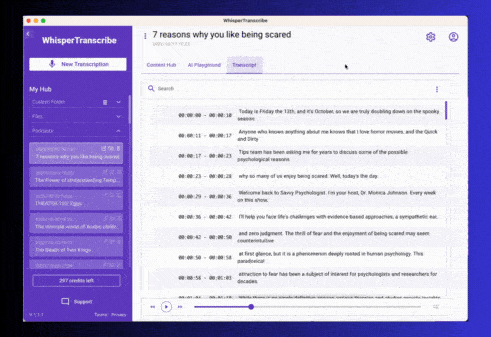 WhisperTranscribe
WhisperTranscribe
New Transcription
My Hub
Custom Folder
Files
Podcasts
7 reasons why you like being scared
The Power of Understanding
The Death of Two Kings
297 credits left
Support
Terms Privacy
7 reasons why you like being scared
Content Hub AI Playground Transcript
Search
00:00:00 - 00:00:10 Today is Friday the 13th, and it's October, so we are truly doubling down on the spooky
season.
00:00:11 - 00:00:17 Anyone who knows anything about me knows that I love horror movies, and the Quick
and Dirty
00:00:17 - 00:00:23 Tips team has been asking me for years to discuss some of the possible
psychological reasons
00:00:23 - 00:00:28 why so many of us enjoy being scared. Well, today's the day.
00:00:29 - 00:00:36 Welcome back to Savvy Psychologist. I'm your host, Dr. Monica Johnson. Every week
on this show,
00:00:36 - 00:00:42 I'll help you face life's challenges with evidence-based approaches, a sympathetic ear,
00:00:42 - 00:00:50 and zero judgment. The thrill of fear and the enjoyment of being scared may seem
counterintuitive
00:00:50 - 00:00:58 at first glance, but it is a phenomenon deeply rooted in human psychology. This
paradoxical
00:00:58 - 00:01:03 attraction to fear has been a subject of interest for psychologists and researchers for
decades.